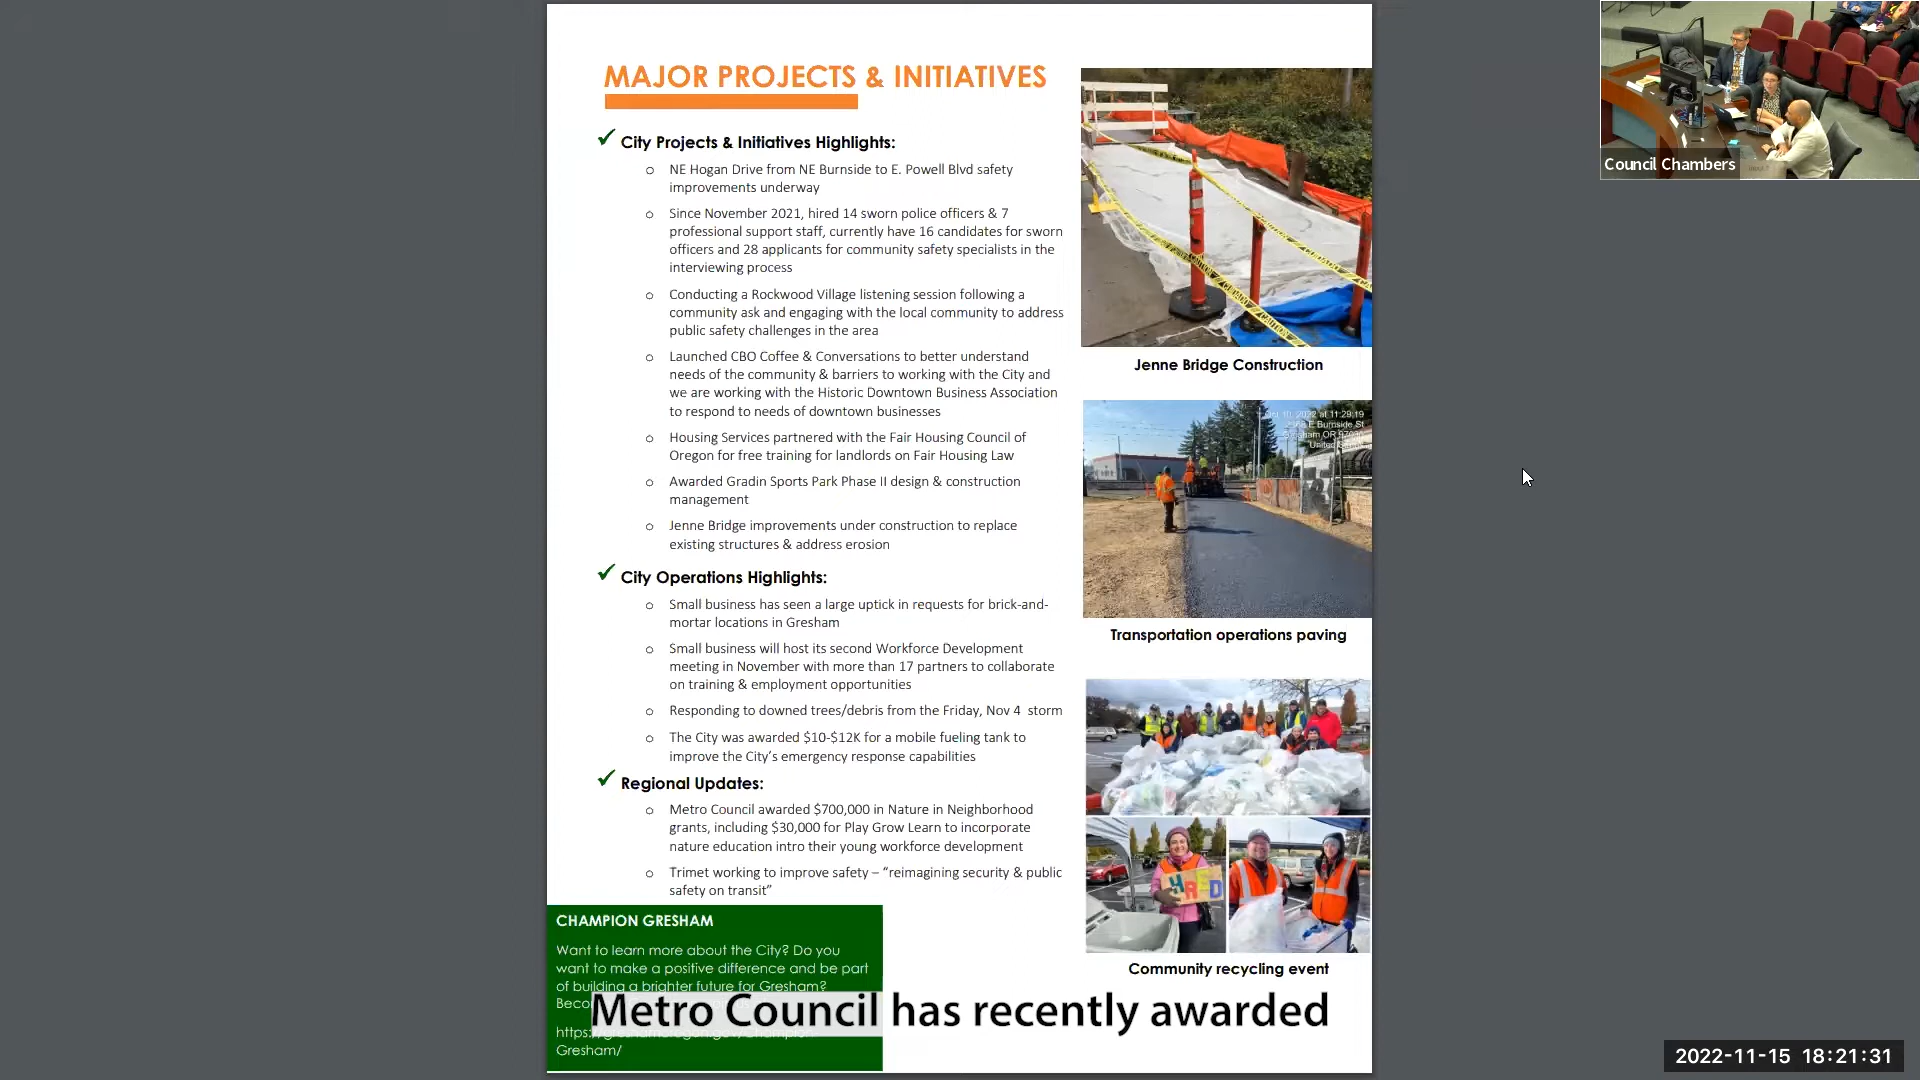 MAJOR PROJECTS & INITIATIVES
City Projects & Initiatives Highlights:
NE Hogan Drive from NE Burnside to E. Powell Blvd safety
improvements underway
Since November 2021, hired 14 sworn police officers & 7
professional support staff, currently have 16 candidates for sworn
officers and 28 applicants for community safety specialists in the
interviewing process
Conducting a Rockwood Village listening session following a
community ask and engaging with the local community to address
public safety challenges in the area
Launched CBO Coffee & Conversations to better understand
needs of the community & barriers to working with the City and
we are working with the Historic Downtown Business Association
to respond to needs of downtown businesses
Housing Services partnered with the Fair Housing Council of
Oregon for free training for landlords on Fair Housing Law
Awarded Gradin Sports Park Phase II design & construction
management
Jenne Bridge improvements under construction to replace
existing structures & address erosion
City Operations Highlights:
Small business has seen a large uptick in requests for brick-and-
mortar locations in Gresham
Small business will host its second Workforce Development
meeting in November with more than 17 partners to collaborate
on training & employment opportunities
Responding to downed trees/debris from the Friday, Nov 4 storm
The City was awarded $10-$12K for a mobile fueling tank to
improve the City's emergency response capabilities
Regional Updates:
Metro Council awarded $700,000 in Nature in Neighborhood
grants, including $30,000 for Play Grow Learn to incorporate
nature education intro their young workforce development
Trimet working to improve safety – "reimagining security & public
safety on transit"
CAUTION
CUIDADO
CAUTION
Jenne Bridge Construction
Oct 10, 2022 at 11:29:19
E Burnside St
Gresham OR
United
Transportation operations paving
Community recycling event
CHAMPION GRESHAM
Want to learn more about the City? Do you
want to make a positive difference and be part
of building a brighter future for Gresham?
Gresham/
Metro Council has recently awarded
Council Chambers
2022-11-15 18:21:31